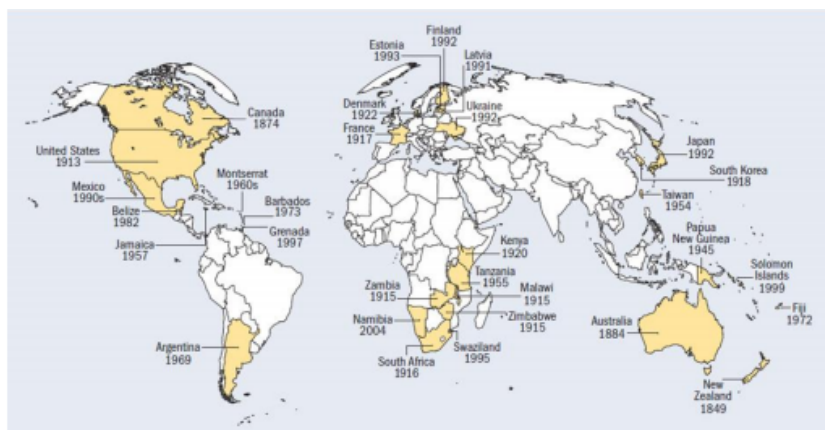 Finland
1992
Estonia
1993
Latvia
1991
Denmark
1922
Ukraine
1992
France
1917
Canada
1874
United States
1913
Mexico
1990s
Belize
1982
Jamaica
1957
Montserrat
1960s
Barbados
1973
Grenada
1997
Argentina
1969
Japan
1992
South Korea
1918
Taiwan
1954
Papua
New Guinea
1945
Solomon
Islands
1999
Fiji
1972
Kenya
1920
Tanzania
1955
Malawi
1915
Zambia
1915
Zimbabwe
1915
Namibia
2004
Swaziland
1995
South Africa
1916
Australia
1884
New
Zealand
1849